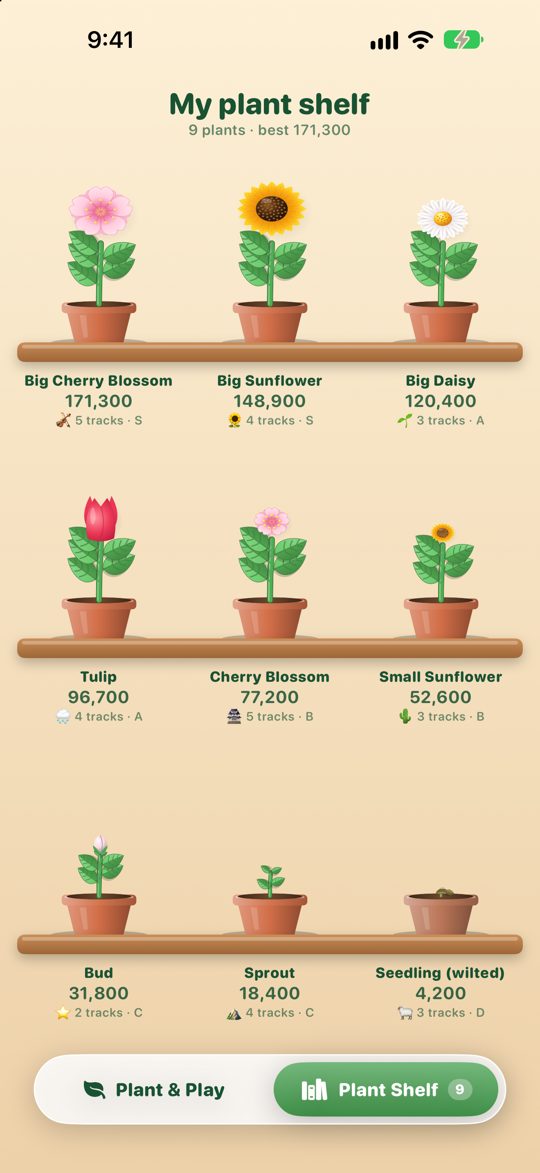 9:41
My plant shelf
9 plants · best 171,300
Big Cherry Blossom
171,300
5 tracks · S
Big Sunflower
148,900
4 tracks · S
Big Daisy
120,400
3 tracks · A
Tulip
96,700
4 tracks · A
Cherry Blossom
77,200
5 tracks · B
Small Sunflower
52,600
3 tracks · B
Bud
31,800
2 tracks · C
Sprout
18,400
4 tracks · C
Seedling (wilted)
4,200
3 tracks · D
Plant & Play
Plant Shelf 9